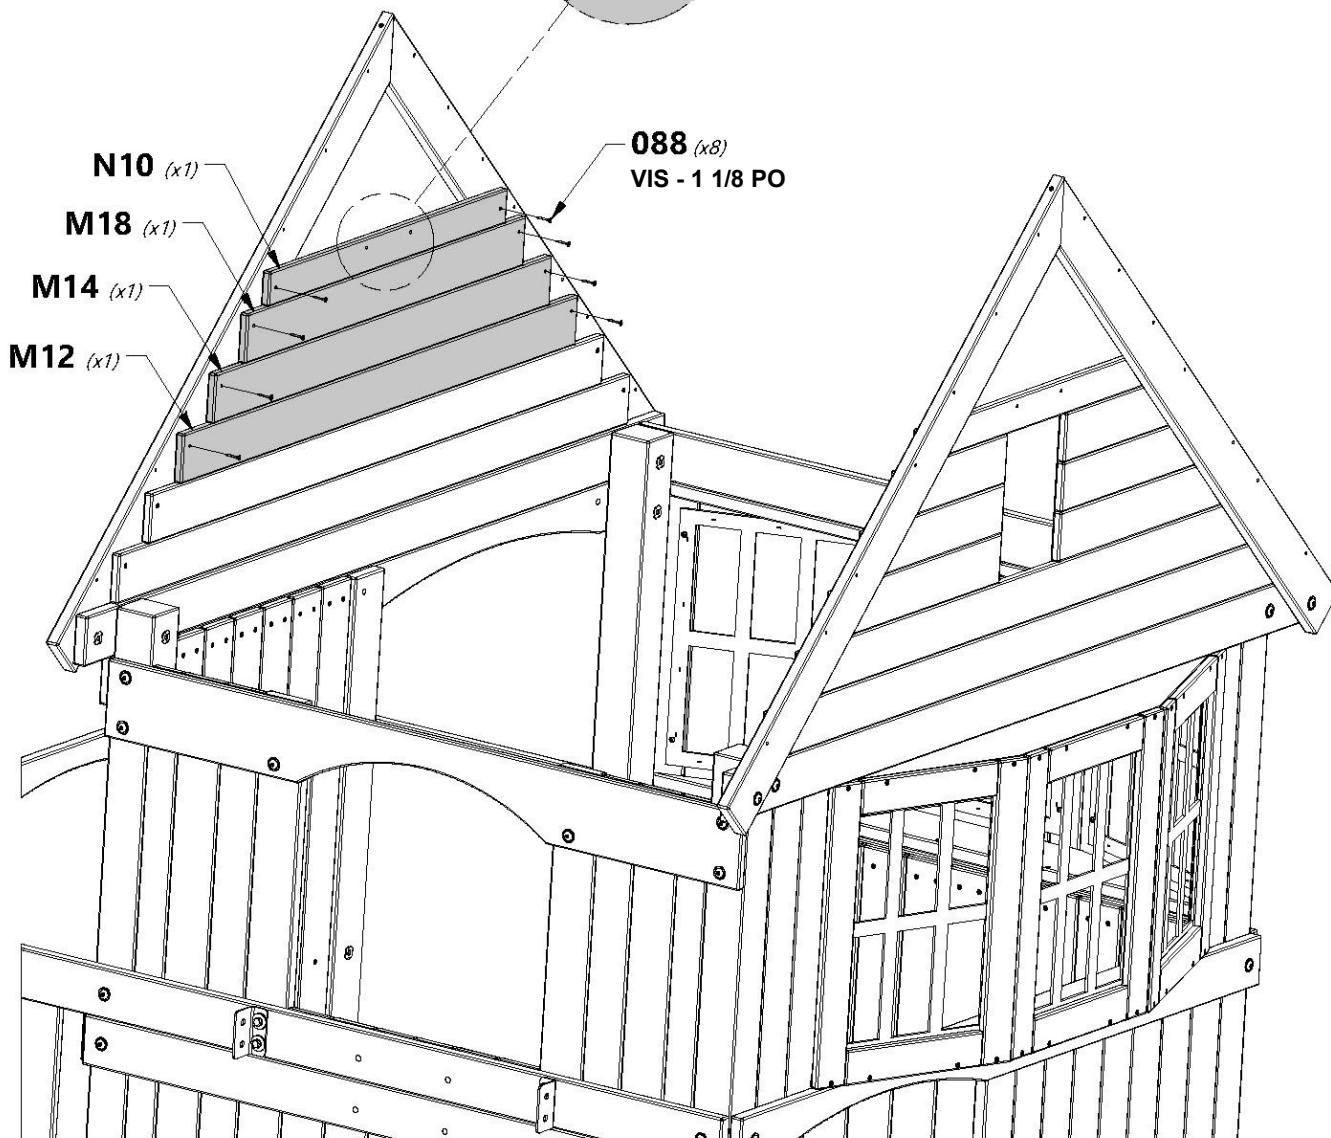 N10 (x1)
M18 (x1)
M14 (x1)
M12 (x1)
088 (x8)
VIS - 1 1/8 PO